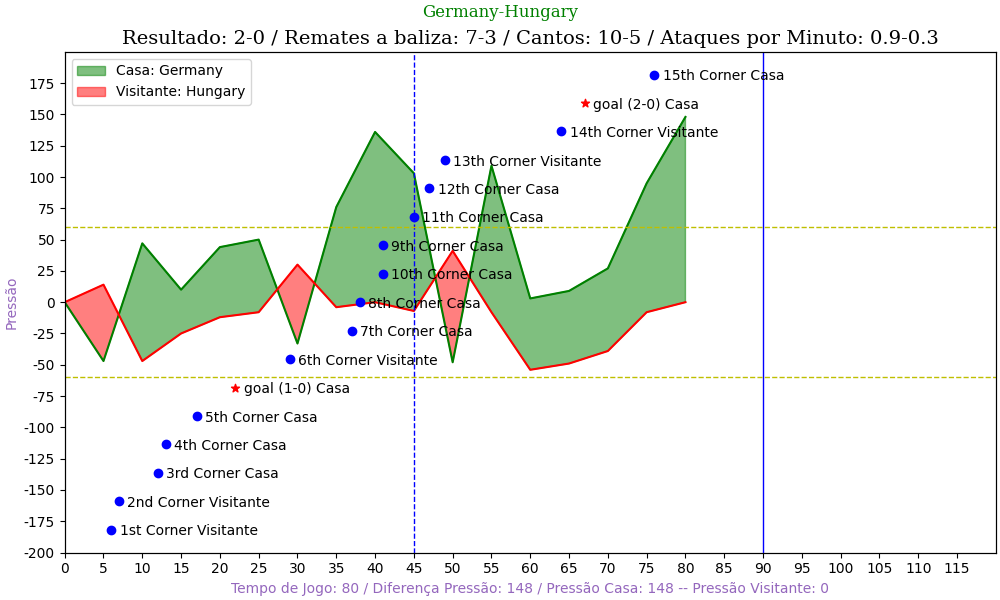 Germany-Hungary
Resultado: 2-0 / Remates a baliza: 7-3 / Cantos: 10-5 / Ataques por Minuto: 0.9-0.3
Casa: Germany
Visitante: Hungary
15th Corner Casa
goal (2-0) Casa
14th Corner Visitante
13th Corner Visitante
12th Corner Casa
11th Corner Casa
9th Corner Casa
10th Corner Casa
8th Corner Casa
7th Corner Casa
6th Corner Visitante
goal (1-0) Casa
5th Corner Casa
4th Corner Casa
3rd Corner Casa
2nd Corner Visitante
1st Corner Visitante
Pressão
175
150
125
100
75
50
25
0
-25
-50
-75
-100
-125
-150
-175
-200
0 5 10 15 20 25 30 35 40 45 50 55 60 65 70 75 80 85 90 95 100 105 110 115
Tempo de Jogo: 80 / Diferença Pressão: 148 / Pressão Casa: 148 -- Pressão Visitante: 0